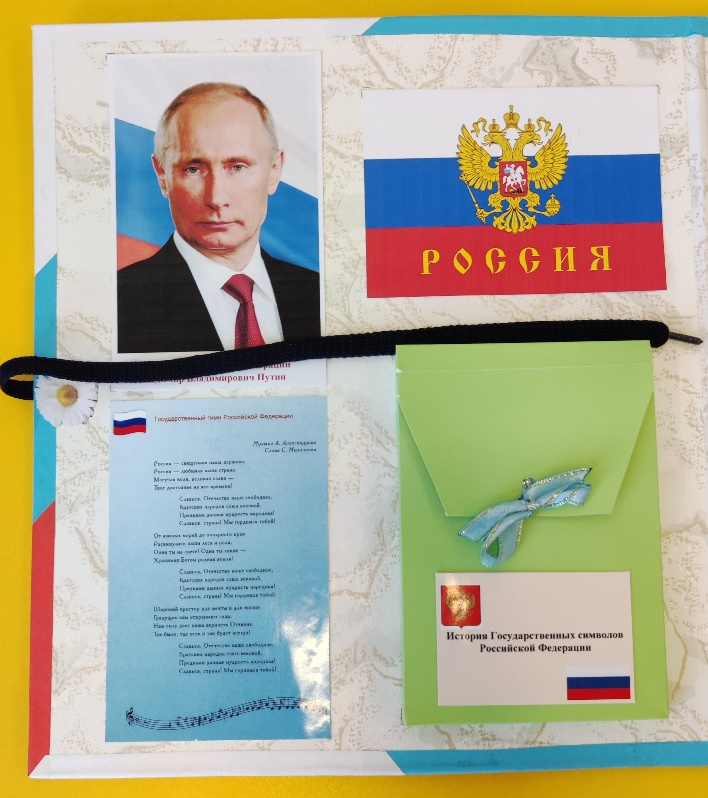 РОССИЯ
Владимирович Путин
Государственный гимн Российской Федерации
Музыка А. Александрова
Слова С. Михалкова
Россия — священная наша держава,
Россия — любимая наша страна.
Могучая воля, великая слава —
Твое достоянье на все времена!
Славься, Отечество наше свободное,
Братских народов союз вековой,
Предками данная мудрость народная!
Славься, страна! Мы гордимся тобой!
От южных морей до полярного края
Раскинулись наши леса и поля.
Одна ты на свете! Одна ты такая —
Хранимая Богом родная земля!
Славься, Отечество наше свободное,
Братских народов союз вековой,
Предками данная мудрость народная!
Славься, страна! Мы гордимся тобой!
Широкий простор для мечты и для жизни
Грядущие нам открывают года.
Нам силу дает наша верность Отчизне.
Так было, так есть и так будет всегда!
Славься, Отечество наше свободное,
Братских народов союз вековой,
Предками данная мудрость народная!
Славься, страна! Мы гордимся тобой!
История Государственных символов
Российской Федерации